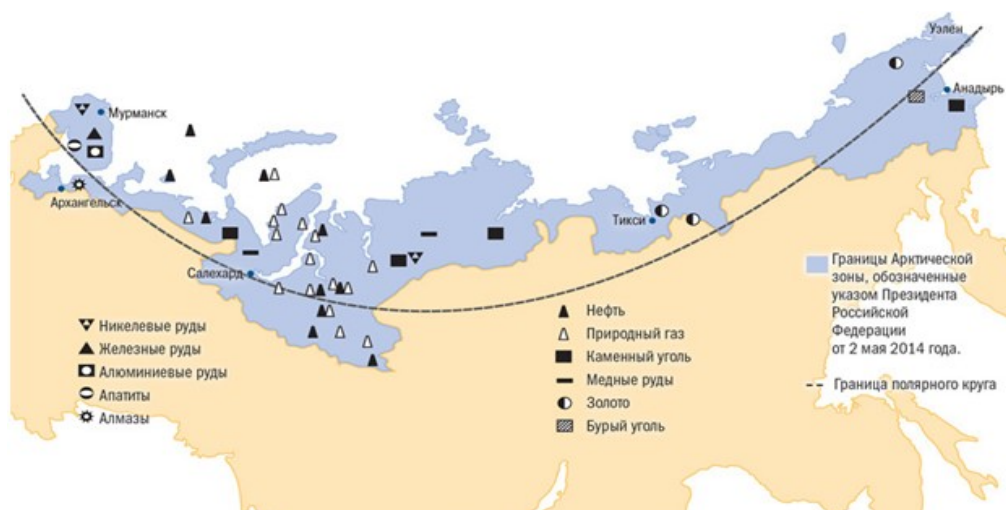 Уэлен
Анадырь
Мурманск
Архангельск
Тикси
Салехард
Никелевые руды
Железные руды
Алюминиевые руды
Апатиты
Алмазы
Нефть
Природный газ
Каменный уголь
Медные руды
Золото
Бурый уголь
Границы Арктической
зоны, обозначенные
указом Президента
Российской
Федерации
от 2 мая 2014 года.
Граница полярного круга